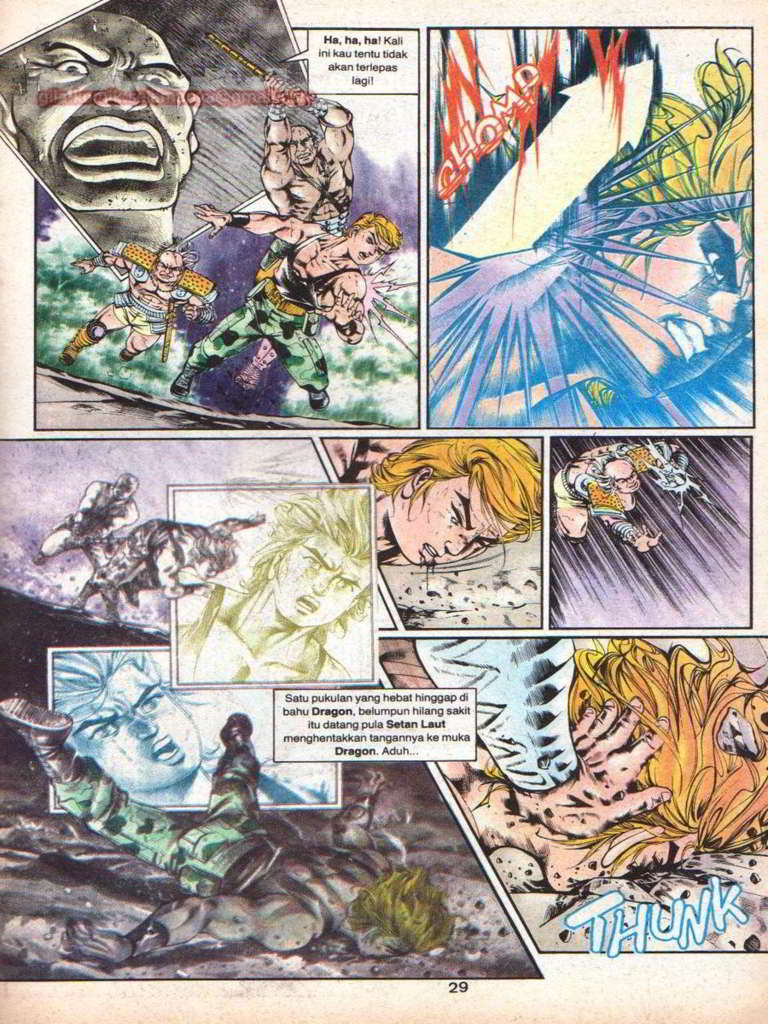 Ha, ha, ha! Kali
ini kau tentu tidak
akan terlepas
lagi!
Satu pukulan yang hebat hinggap di
bahu Dragon, belumpun hilang sakit
itu datang pula Setan Laut
menghentakkan tangannya ke muka
Dragon. Aduh...
THUNK
29